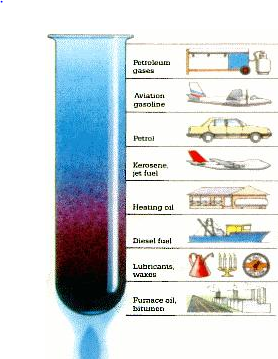 Petroleum
gases
Aviation
gasoline
Petrol
Kerosene,
jet fuel
Heating oil
Diesel fuel
Lubricants,
waxes
Furnace oil,
bitumen